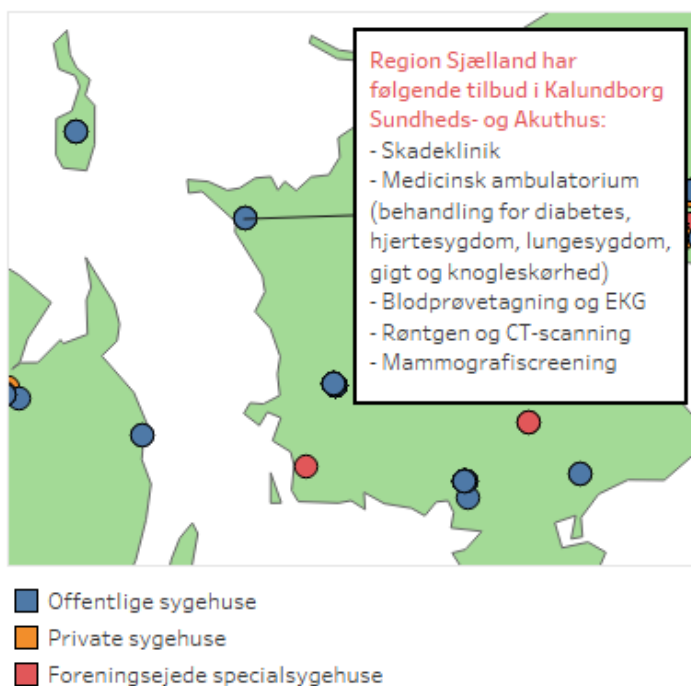 Region Sjælland har
følgende tilbud i Kalundborg
Sundheds- og Akuthus:
- Skadeklinik
- Medicinsk ambulatorium
(behandling for diabetes,
hjertesygdom, lungesygdom,
gigt og knogleskørhed)
- Blodprøvetagning og EKG
- Røntgen og CT-scanning
- Mammografiscreening
Offentlige sygehuse
Private sygehuse
Foreningsejede specialsygehuse